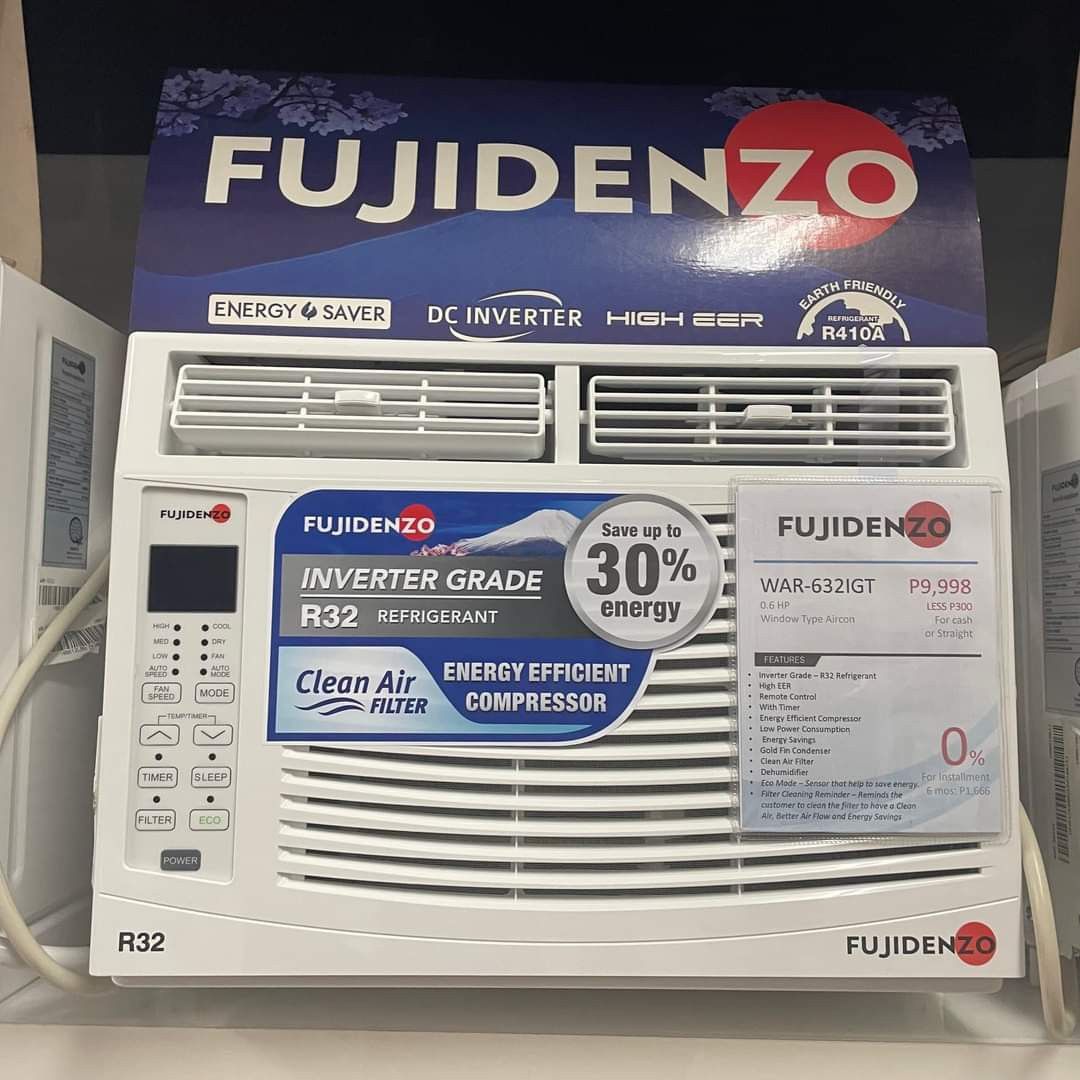 FUJIDENZO
ENERGY SAVER
DC INVERTER
HIGH EER
EARTH FRIENDLY
REFRIGERANT
R410A
FUJIDENZO
HIGH
COOL
MED
DRY
LOW
FAN
AUTO SPEED
AUTO MODE
FAN SPEED
MODE
TEMP/TIMER
TIMER
SLEEP
FILTER
ECO
POWER
R32
FUJIDENZO
INVERTER GRADE
R32 REFRIGERANT
Save up to
30%
energy
Clean Air
FILTER
ENERGY EFFICIENT
COMPRESSOR
FUJIDENZO
WAR-632IGT P9,998
0.6 HP
Window Type Aircon
LESS P300
For cash
or Straight
FEATURES
• Inverter Grade – R32 Refrigerant
• High EER
• Remote Control
• With Timer
• Energy Efficient Compressor
• Low Power Consumption
• Energy Savings
• Gold Fin Condenser
• Clean Air Filter
• Dehumidifier
• Eco Mode – Sensor that help to save energy.
• Filter Cleaning Reminder – Reminds the
customer to clean the filter to have a Clean
Air, Better Air Flow and Energy Savings
0%
For Installment
6 mos: P1,666
FUJIDENZO